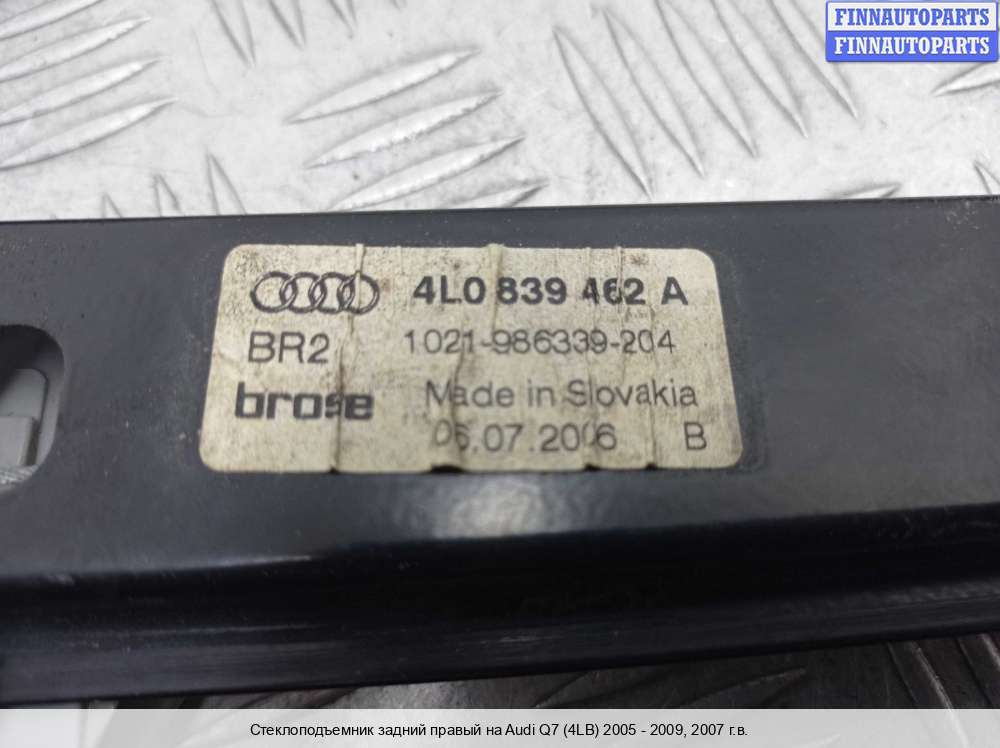 FINNAUTOPARTS
FINNAUTOPARTS
4L0 839 462 A
BR2 1021-986339-204
brose Made in Slovakia
06.07.2006 B
Стеклоподъемник задний правый на Audi Q7 (4LB) 2005 - 2009, 2007 г.в.